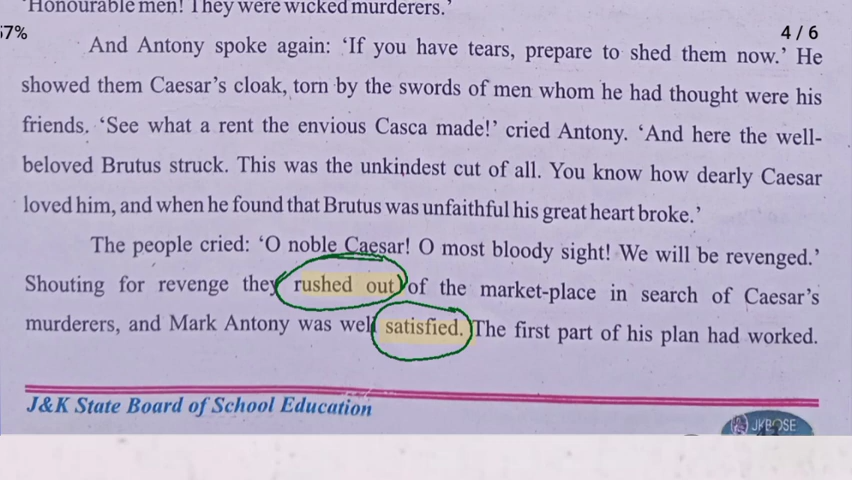 'Honourable men! They were wicked murderers.'
57% 4 / 6
And Antony spoke again: 'If you have tears, prepare to shed them now.' He
showed them Caesar's cloak, torn by the swords of men whom he had thought were his
friends. 'See what a rent the envious Casca made!' cried Antony. 'And here the well-
beloved Brutus struck. This was the unkindest cut of all. You know how dearly Caesar
loved him, and when he found that Brutus was unfaithful his great heart broke.'
The people cried: 'O noble Caesar! O most bloody sight! We will be revenged.'
Shouting for revenge they rushed out of the market-place in search of Caesar's
murderers, and Mark Antony was well satisfied. The first part of his plan had worked.
J&K State Board of School Education
JKBOSE